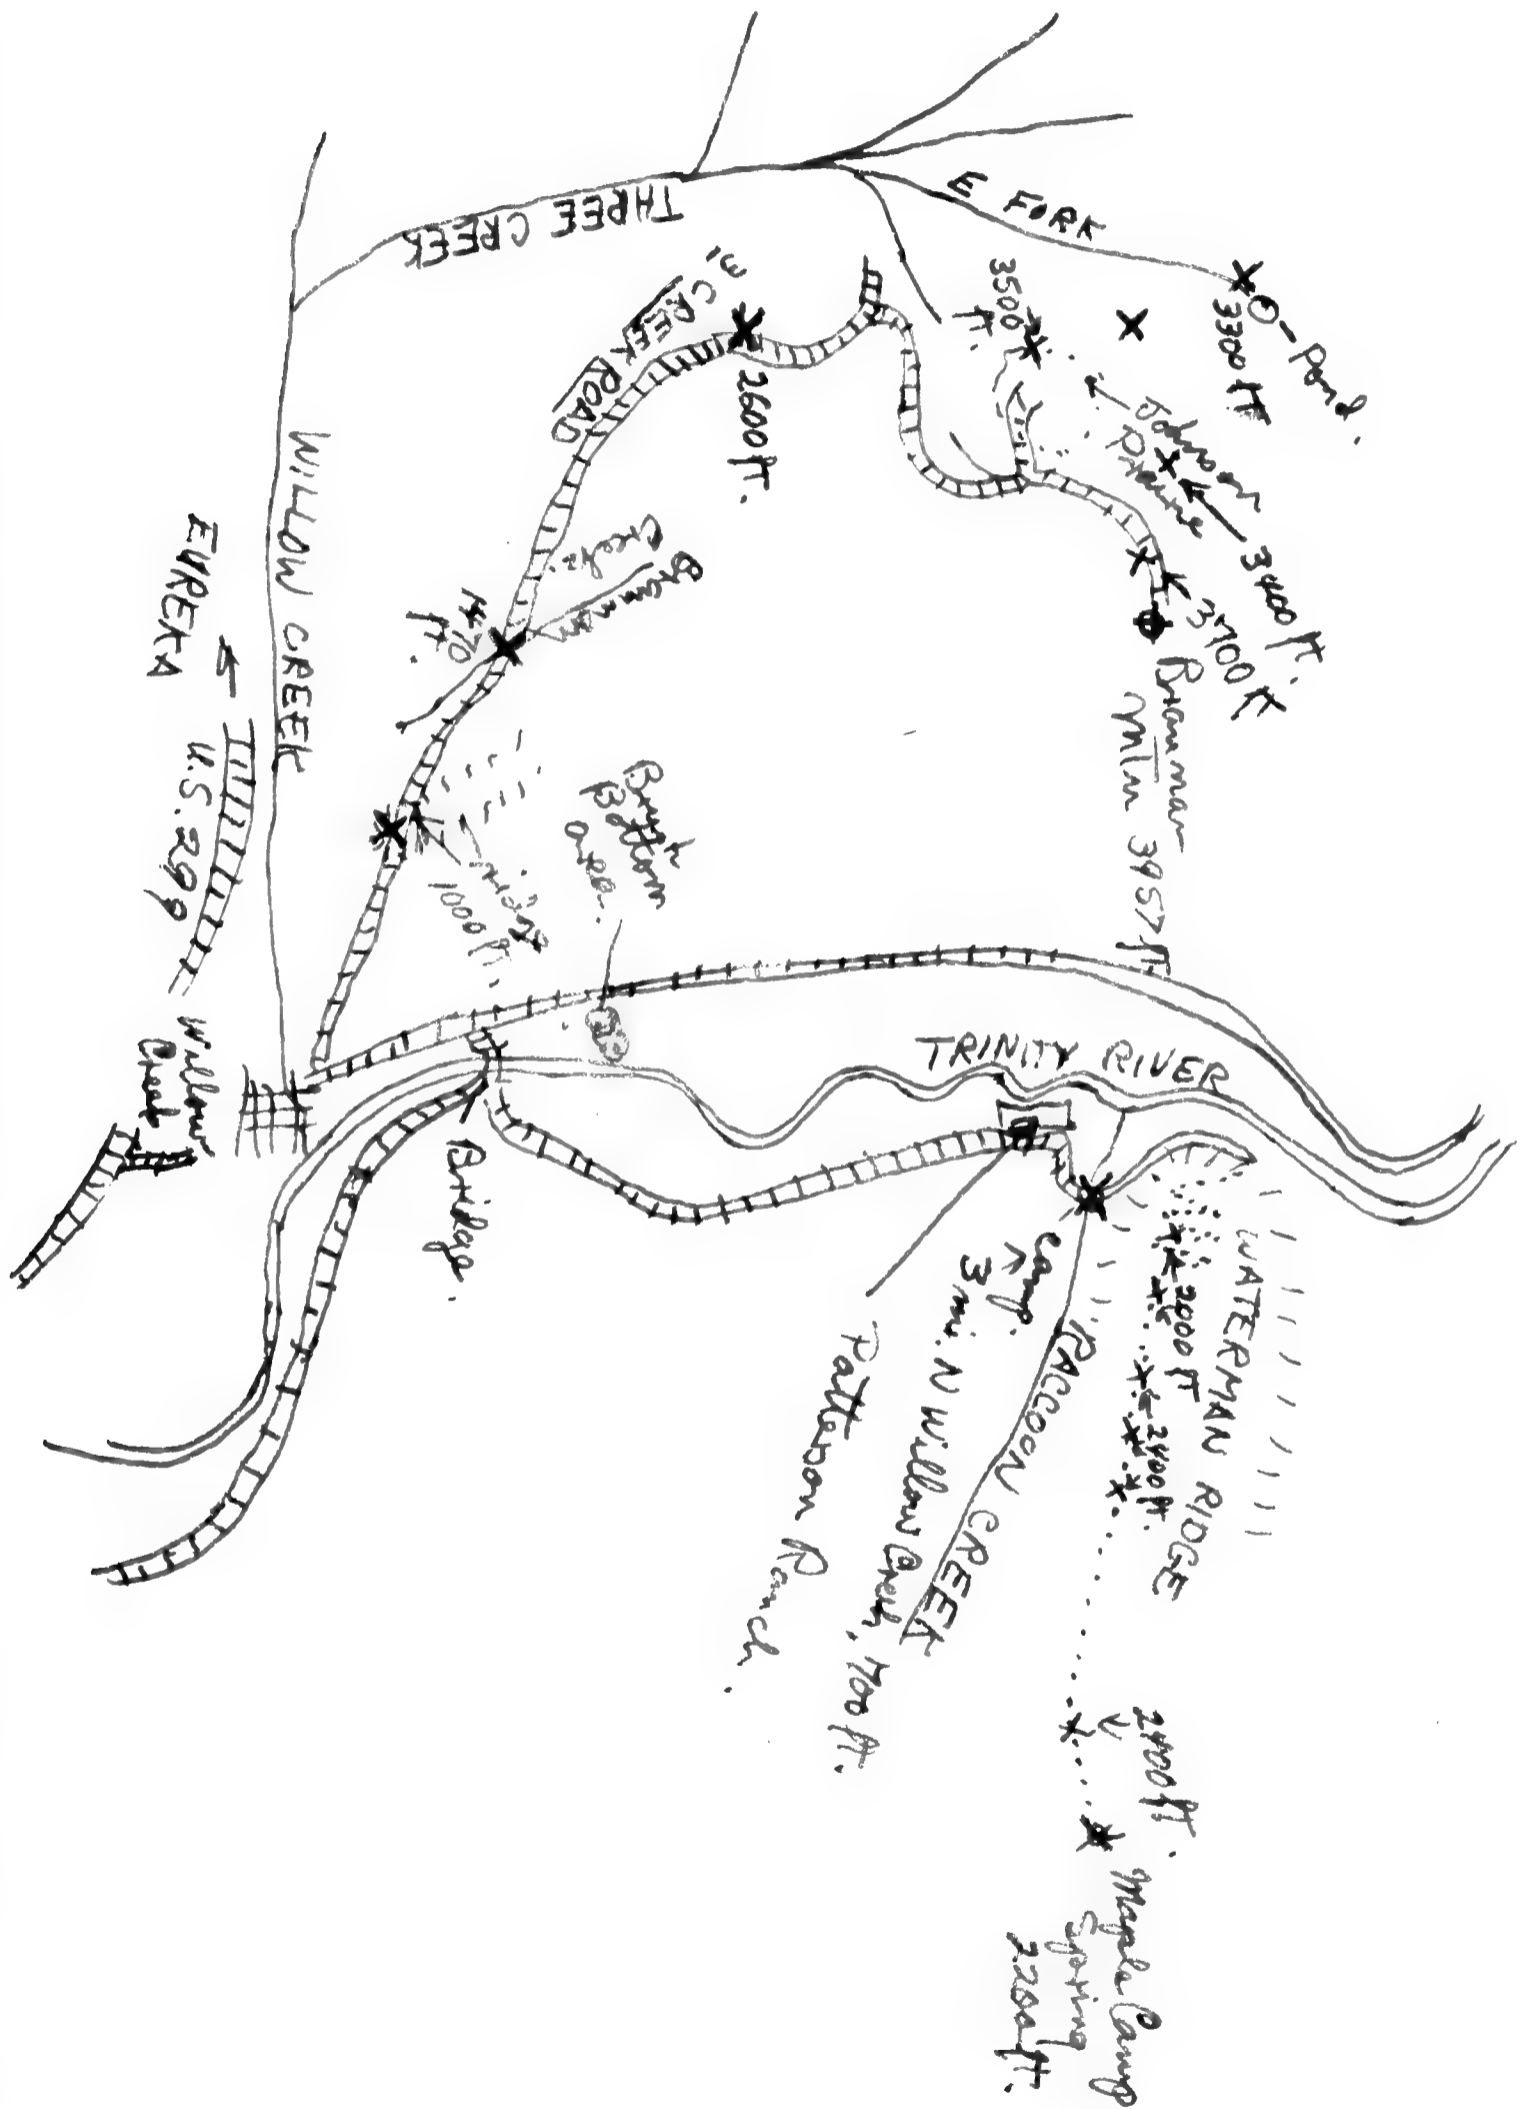 E FORK
THREE CREEK
3 CREEK ROAD
2600 ft.
3500
ft.
3300 ft
Pond.
Johnson
Prairie
3400 ft.
3700 ft
Brannan
Mtn 3957 ft.
Brannan
Creek
1470
ft.
WILLOW CREEK
EUREKA
U.S. 299
Willow
Creek
ridge
1000 ft.
Brush
Bottom
area.
Bridge.
TRINITY RIVER
Camp.
3 mi. N Willow Creek, 700 ft.
Patterson Ranch.
RACCOON CREEK
WATERMAN RIDGE
2000 ft
2400 ft.
2400 ft.
Maple Camp
Spring
2200 ft.